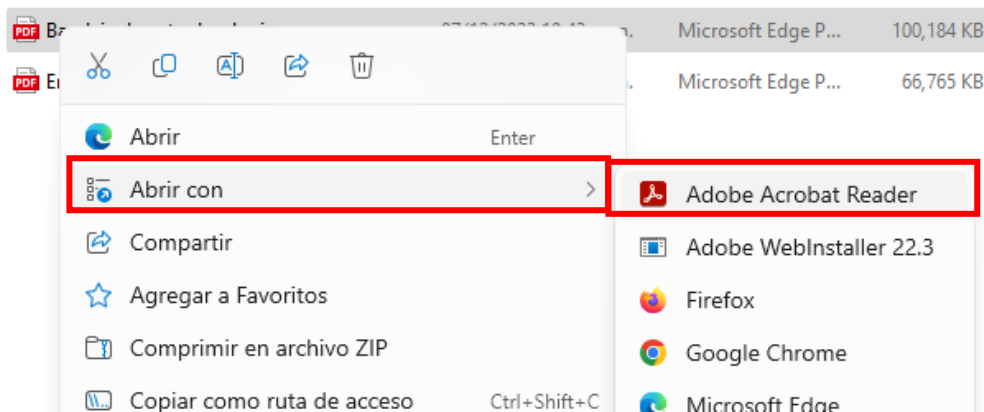 PDF Microsoft Edge P... 100,184 KB
PDF Microsoft Edge P... 66,765 KB
Abrir Enter
Abrir con
Compartir
Agregar a Favoritos
Comprimir en archivo ZIP
Copiar como ruta de acceso Ctrl+Shift+C
Adobe Acrobat Reader
Adobe WebInstaller 22.3
Firefox
Google Chrome
Microsoft Edge